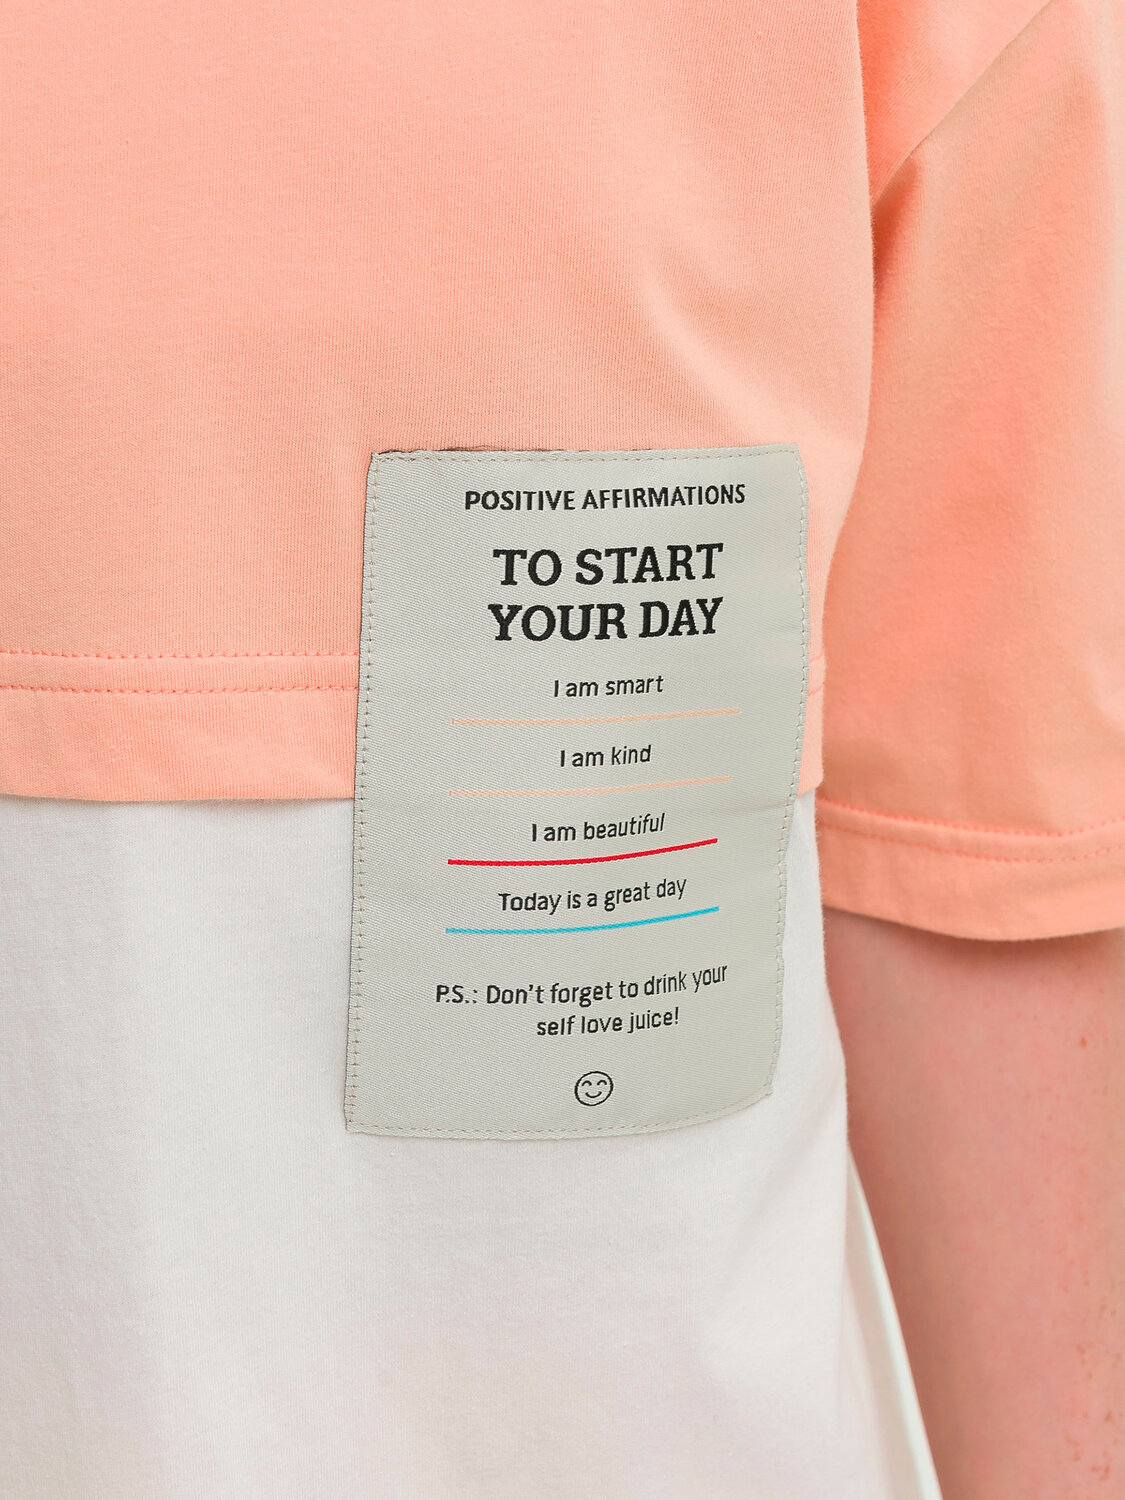 POSITIVE AFFIRMATIONS
TO START
YOUR DAY
I am smart
I am kind
I am beautiful
Today is a great day
P.S.: Don't forget to drink your
self love juice!